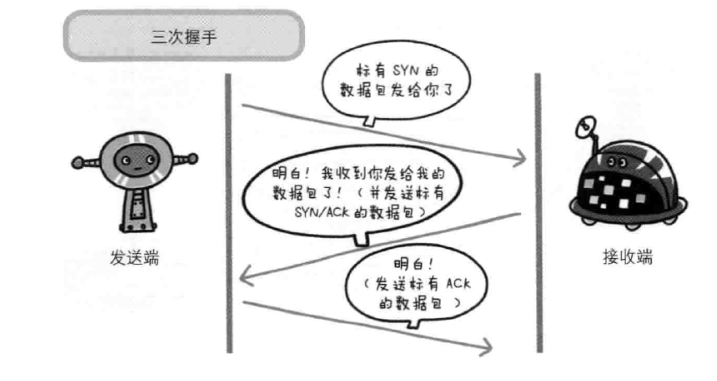 三次握手
标有 SYN 的
数据包发给你了
明白！我收到你发给我的
数据包了！（并发送标有
SYN/ACK 的数据包）
发送端
接收端
明白！
（发送标有 ACK
的数据包）